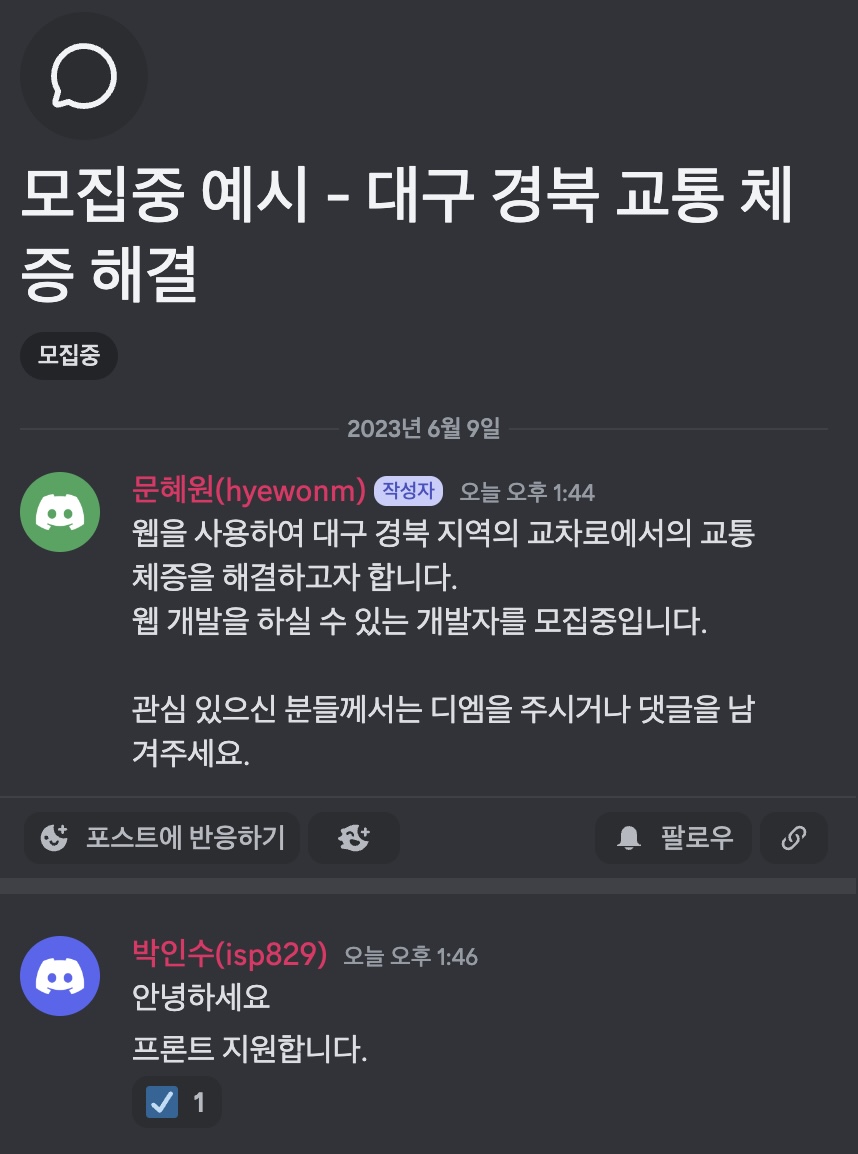 모집중 예시 - 대구 경북 교통 체
증 해결
모집중
2023년 6월 9일
문혜원(hyewonm) 작성자 오늘 오후 1:44
웹을 사용하여 대구 경북 지역의 교차로에서의 교통
체증을 해결하고자 합니다.
웹 개발을 하실 수 있는 개발자를 모집중입니다.
관심 있으신 분들께서는 디엠을 주시거나 댓글을 남
겨주세요.
포스트에 반응하기 팔로우
박인수(isp829) 오늘 오후 1:46
안녕하세요
프론트 지원합니다.
1